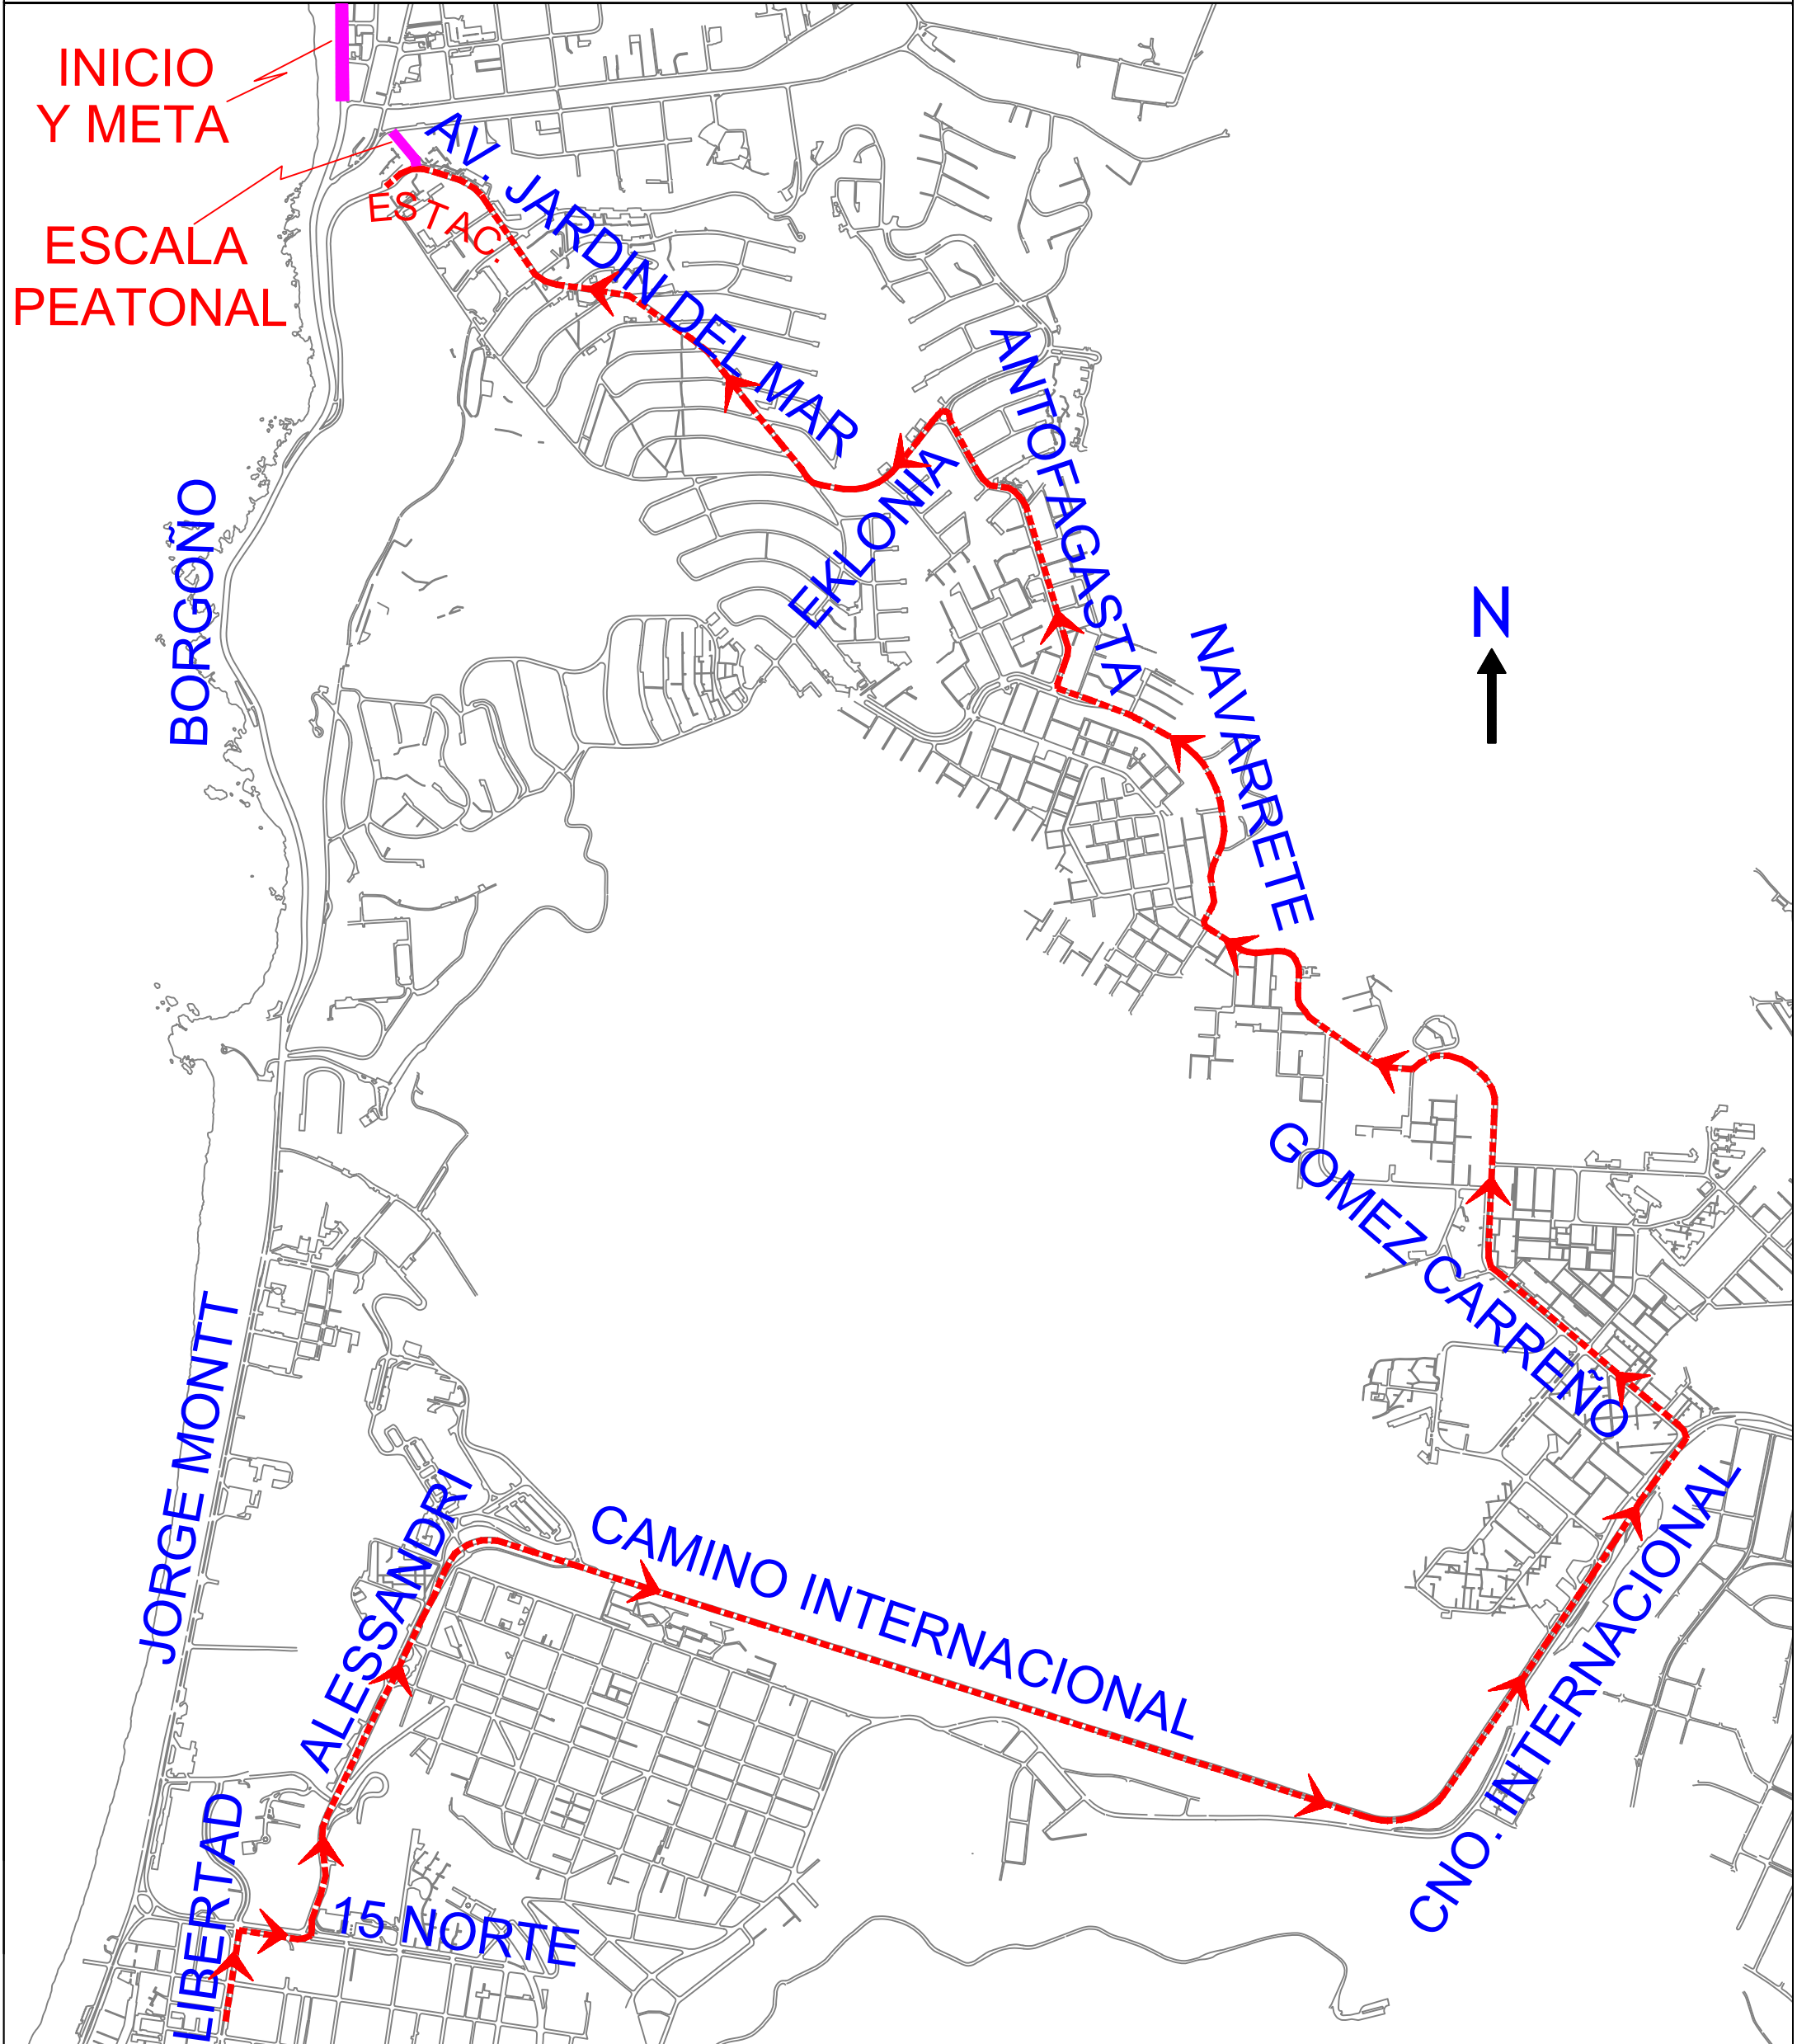 INICIO
Y META
ESCALA
PEATONAL
AV. JARDIN DEL MAR
ESTAC.
ANTOFAGASTA
EKLONIA
BORGOÑO
N
NAVARRETE
GOMEZ CARREÑO
JORGE MONTT
ALESSANDRI
CAMINO INTERNACIONAL
CNO. INTERNACIONAL
LIBERTAD
15 NORTE